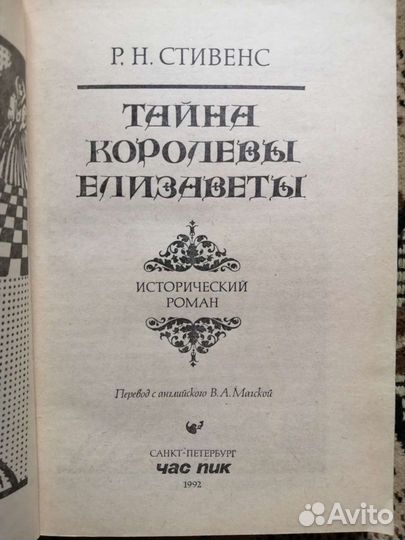 Р. Н. СТИВЕНС
ТАЙНА
КОРОЛЕВЫ
ЕЛИЗАВЕТЫ
ИСТОРИЧЕСКИЙ
РОМАН
Перевод с английского В. А. Магской
САНКТ-ПЕТЕРБУРГ
ЧАС ПИК
1992
Avito